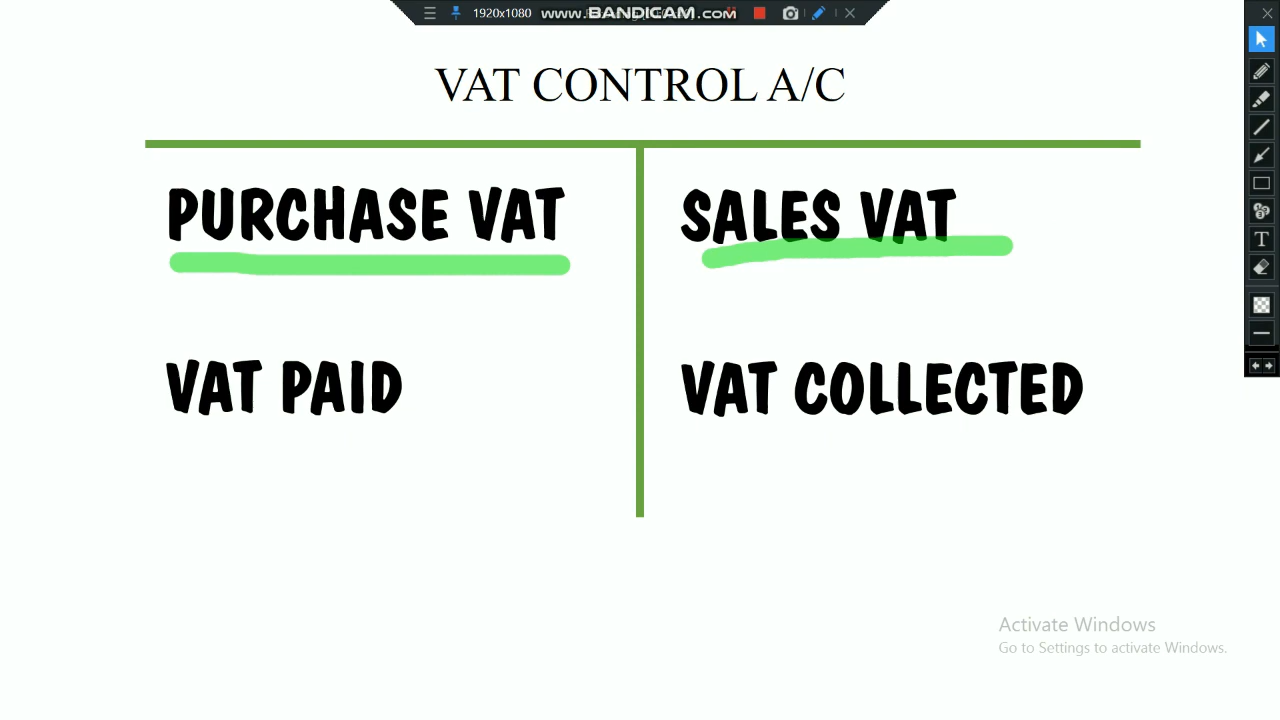 1920x1080 www.BANDICAM.com
VAT CONTROL A/C
PURCHASE VAT
SALES VAT
VAT PAID
VAT COLLECTED
Activate Windows
Go to Settings to activate Windows.